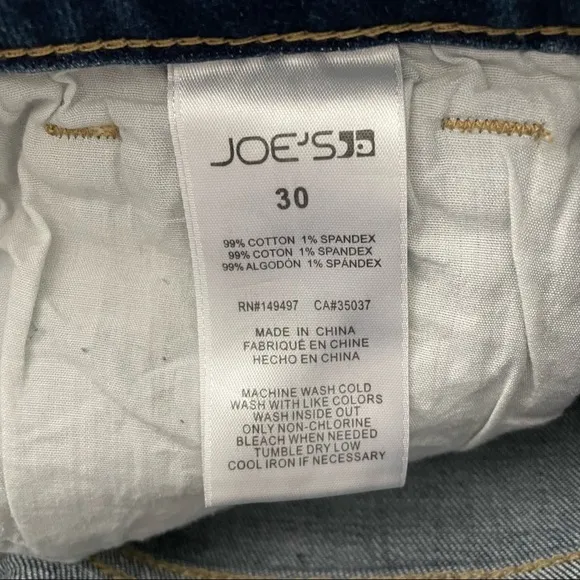 JOE'S
30
99% COTTON 1% SPANDEX
99% COTON 1% SPANDEX
99% ALGODÓN 1% SPÁNDEX
RN#149497 CA#35037
MADE IN CHINA
FABRIQUÉ EN CHINE
HECHO EN CHINA
MACHINE WASH COLD
WASH WITH LIKE COLORS
WASH INSIDE OUT
ONLY NON-CHLORINE
BLEACH WHEN NEEDED
TUMBLE DRY LOW
COOL IRON IF NECESSARY